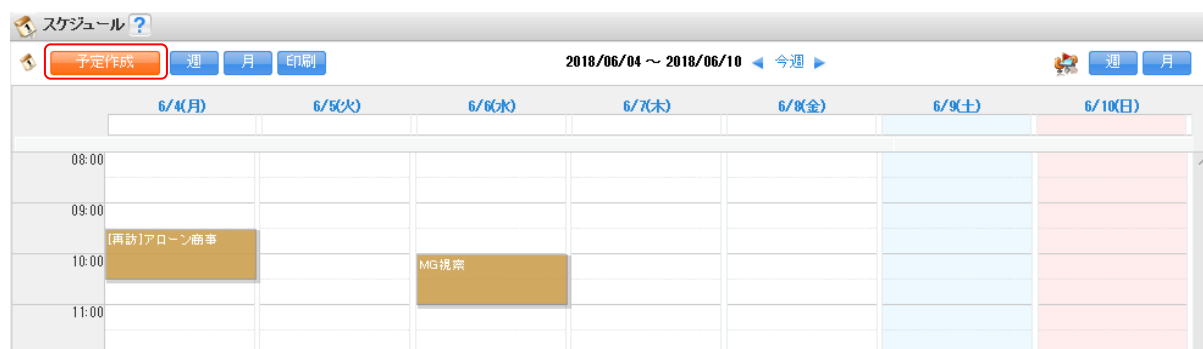 スケジュール ?
予定作成 週 月 印刷 2018/06/04 ～ 2018/06/10 ◀ 今週 ▶ 週 月
6/4(月) 6/5(火) 6/6(水) 6/7(木) 6/8(金) 6/9(土) 6/10(日)
08:00
09:00
[再訪]アローン商事
10:00 MG視察
11:00